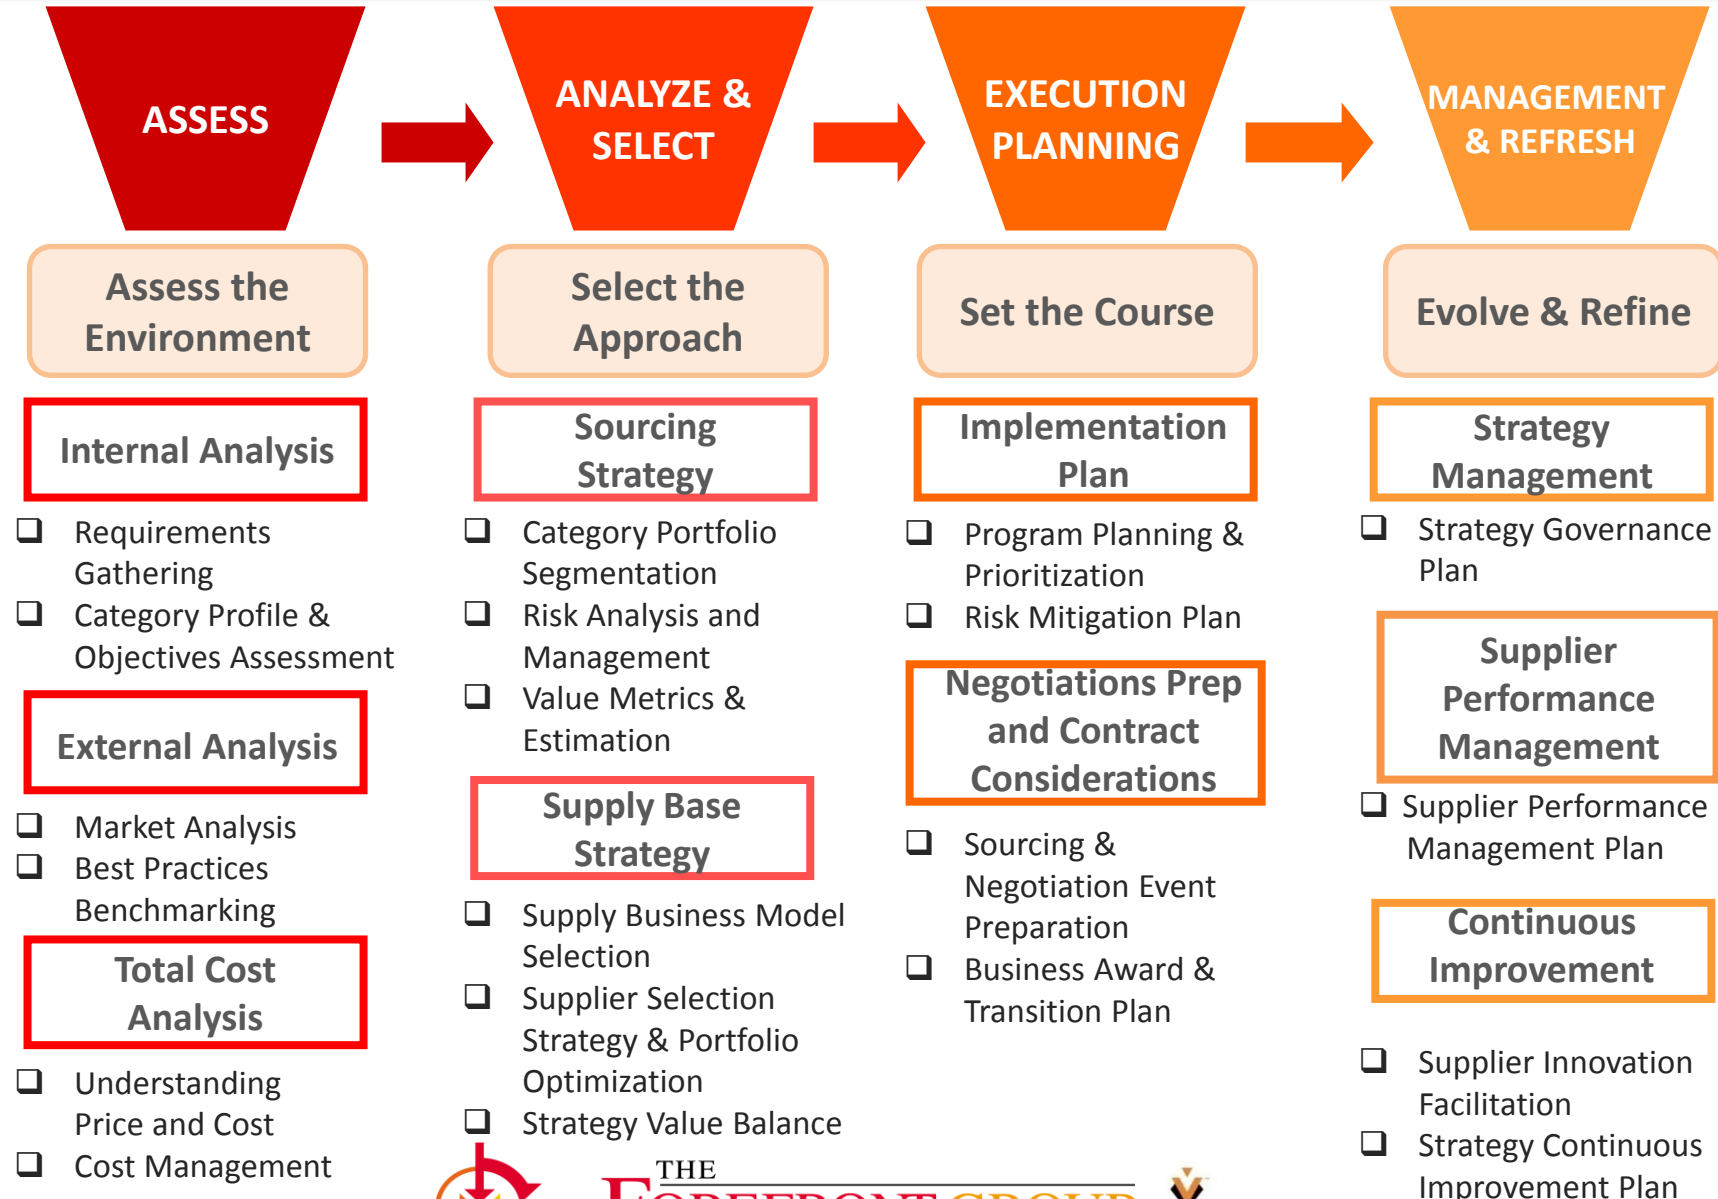 ASSESS
ANALYZE &
SELECT
EXECUTION
PLANNING
MANAGEMENT
& REFRESH
Assess the
Environment
Select the
Approach
Set the Course
Evolve & Refine
Internal Analysis
Requirements
Gathering
Category Profile &
Objectives Assessment
External Analysis
Market Analysis
Best Practices
Benchmarking
Total Cost
Analysis
Understanding
Price and Cost
Cost Management
Sourcing
Strategy
Category Portfolio
Segmentation
Risk Analysis and
Management
Value Metrics &
Estimation
Supply Base
Strategy
Supply Business Model
Selection
Supplier Selection
Strategy & Portfolio
Optimization
Strategy Value Balance
Implementation
Plan
Program Planning &
Prioritization
Risk Mitigation Plan
Negotiations Prep
and Contract
Considerations
Sourcing &
Negotiation Event
Preparation
Business Award &
Transition Plan
Strategy
Management
Strategy Governance
Plan
Supplier
Performance
Management
Supplier Performance
Management Plan
Continuous
Improvement
Supplier Innovation
Facilitation
Strategy Continuous
Improvement Plan
THE
FOREFRONT GROUP